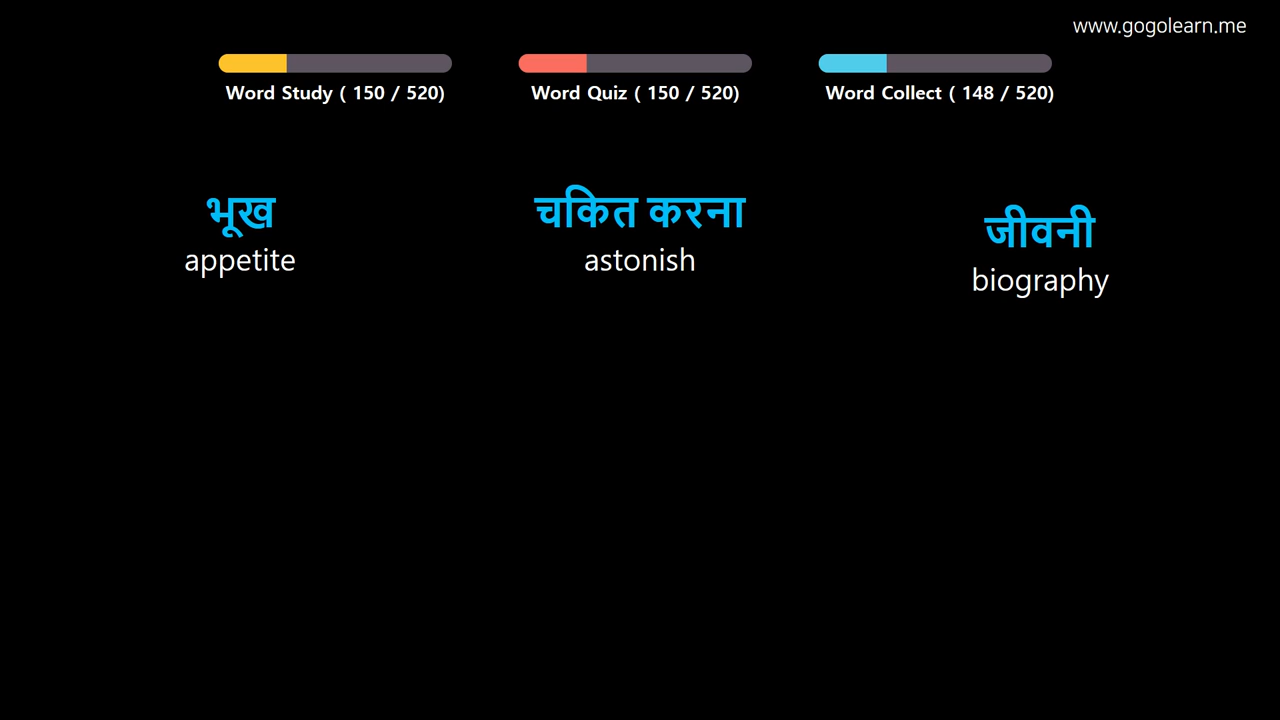 www.gogolearn.me
Word Study ( 150 / 520)
Word Quiz ( 150 / 520)
Word Collect ( 148 / 520)
भूख
appetite
चकित करना
astonish
जीवनी
biography